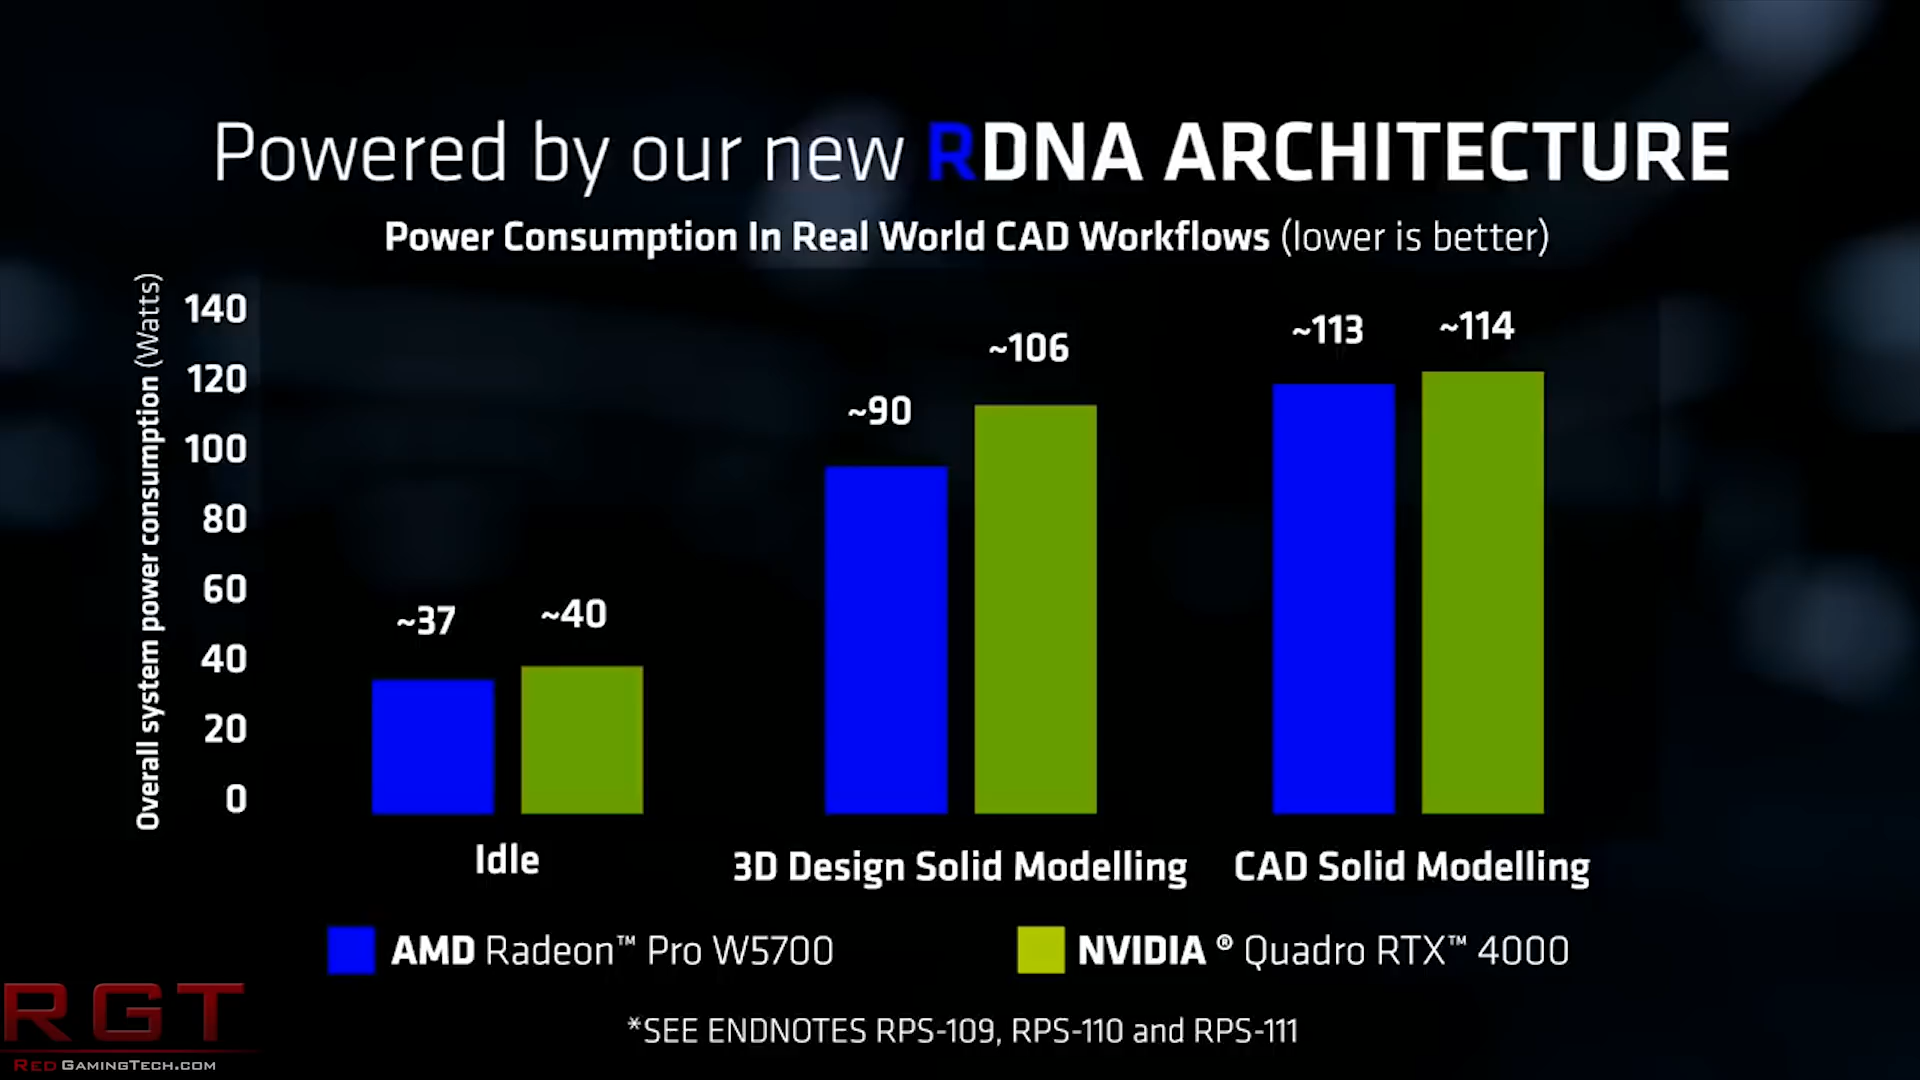 Powered by our new RDNA ARCHITECTURE
Power Consumption In Real World CAD Workflows (lower is better)
Overall system power consumption (Watts)
140
120
100
80
60
40
20
0
~37
~40
~90
~106
~113
~114
Idle
3D Design Solid Modelling
CAD Solid Modelling
AMD Radeon™ Pro W5700
NVIDIA ® Quadro RTX™ 4000
*SEE ENDNOTES RPS-109, RPS-110 and RPS-111
RGT
REDGAMINGTECH.COM